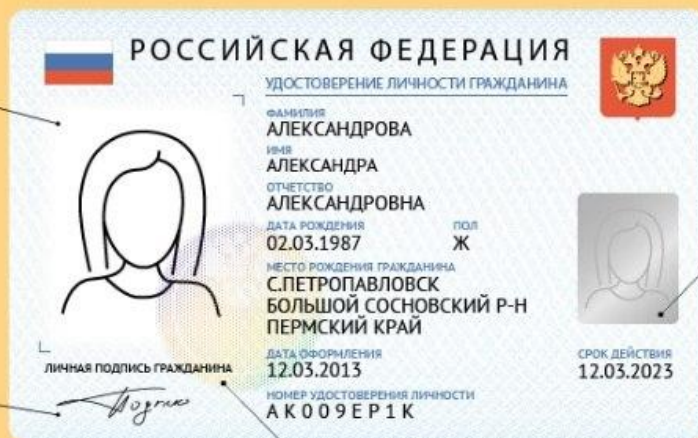 РОССИЙСКАЯ ФЕДЕРАЦИЯ
УДОСТОВЕРЕНИЕ ЛИЧНОСТИ ГРАЖДАНИНА
ФАМИЛИЯ
АЛЕКСАНДРОВА
ИМЯ
АЛЕКСАНДРА
ОТЧЕТСТВО
АЛЕКСАНДРОВНА
ДАТА РОЖДЕНИЯ ПОЛ
02.03.1987 Ж
МЕСТО РОЖДЕНИЯ ГРАЖДАНИНА
С.ПЕТРОПАВЛОВСК
БОЛЬШОЙ СОСНОВСКИЙ Р-Н
ПЕРМСКИЙ КРАЙ
ДАТА ОФОРМЛЕНИЯ СРОК ДЕЙСТВИЯ
12.03.2013 12.03.2023
ЛИЧНАЯ ПОДПИСЬ ГРАЖДАНИНА
Подпись
НОМЕР УДОСТОВЕРЕНИЯ ЛИЧНОСТИ
АК009ЕР1К